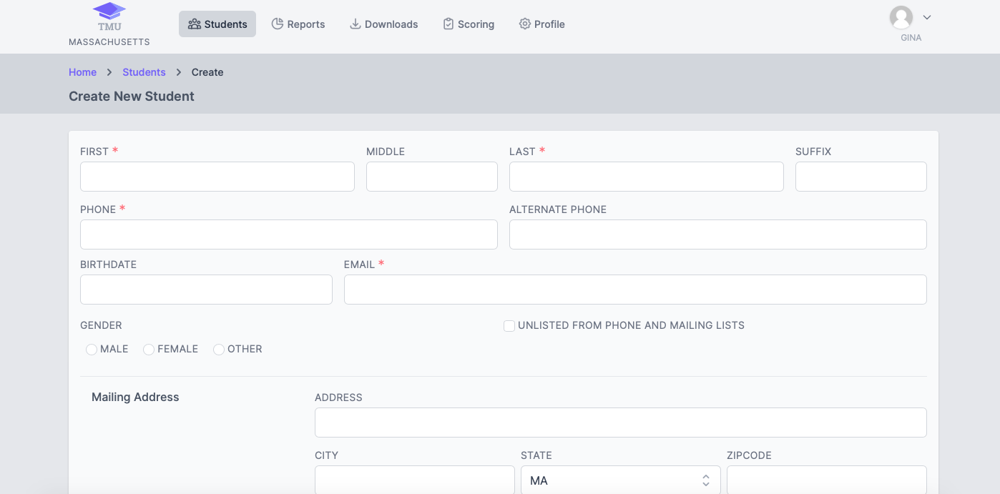 TMU
MASSACHUSETTS
Students Reports Downloads Scoring Profile
GINA
Home > Students > Create
Create New Student
FIRST * MIDDLE LAST * SUFFIX
PHONE * ALTERNATE PHONE
BIRTHDATE EMAIL *
GENDER UNLISTED FROM PHONE AND MAILING LISTS
MALE FEMALE OTHER
Mailing Address ADDRESS
CITY STATE ZIPCODE
MA